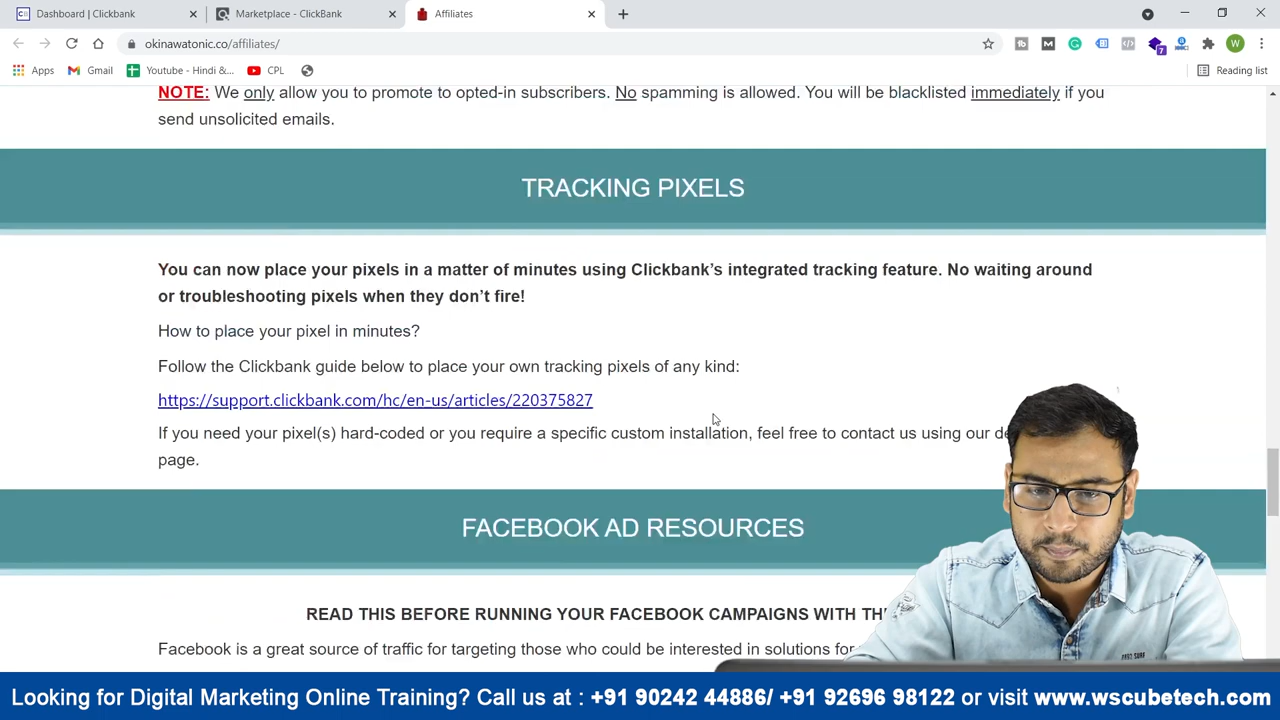 Dashboard | Clickbank
Marketplace - ClickBank
Affiliates
okinawatonic.co/affiliates/
Apps
Gmail
Youtube - Hindi &...
CPL
Reading list
NOTE: We only allow you to promote to opted-in subscribers. No spamming is allowed. You will be blacklisted immediately if you
send unsolicited emails.
TRACKING PIXELS
You can now place your pixels in a matter of minutes using Clickbank's integrated tracking feature. No waiting around
or troubleshooting pixels when they don't fire!
How to place your pixel in minutes?
Follow the Clickbank guide below to place your own tracking pixels of any kind:
https://support.clickbank.com/hc/en-us/articles/220375827
If you need your pixel(s) hard-coded or you require a specific custom installation, feel free to contact us using our
page.
FACEBOOK AD RESOURCES
READ THIS BEFORE RUNNING YOUR FACEBOOK CAMPAIGNS WITH
Facebook is a great source of traffic for targeting those who could be interested in solutions for
Looking for Digital Marketing Online Training? Call us at : +91 90242 44886/ +91 92696 98122 or visit www.wscubetech.com